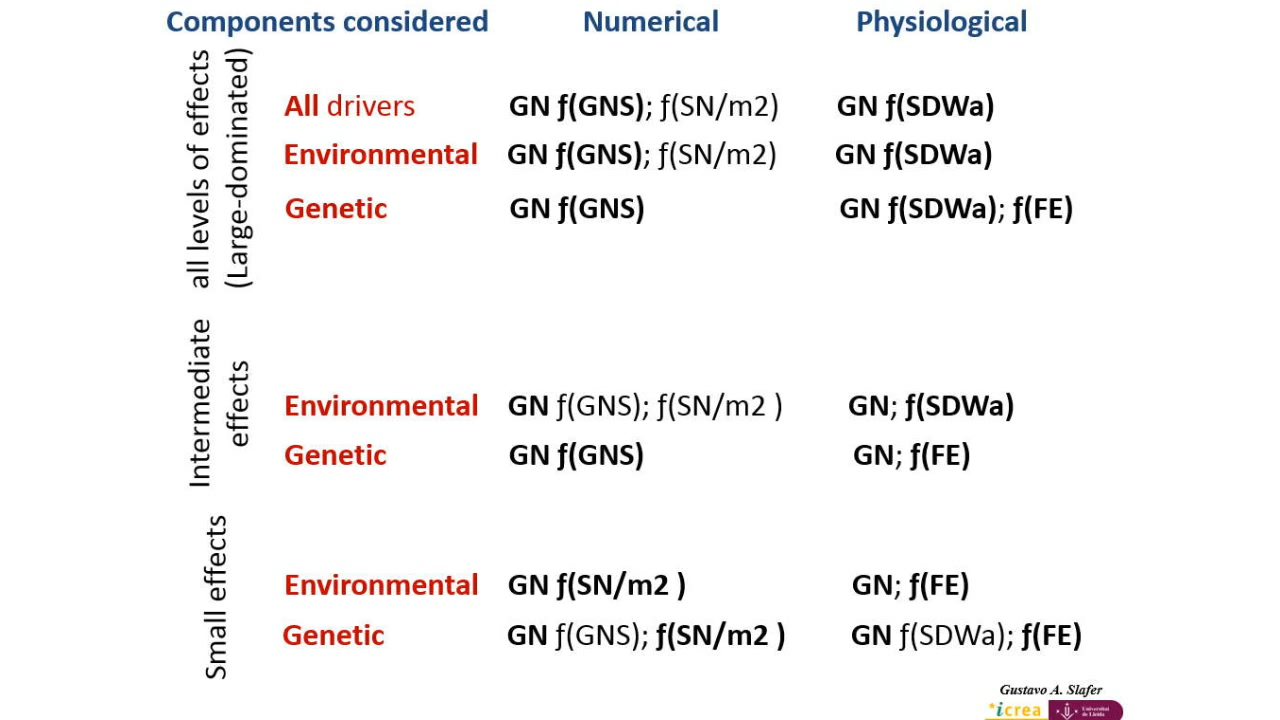 Components considered Numerical Physiological
all levels of effects
(Large-dominated)
All drivers GN ƒ(GNS); ƒ(SN/m2) GN ƒ(SDWa)
Environmental GN ƒ(GNS); ƒ(SN/m2) GN ƒ(SDWa)
Genetic GN ƒ(GNS) GN ƒ(SDWa); ƒ(FE)
Intermediate
effects
Environmental GN ƒ(GNS); ƒ(SN/m2 ) GN; ƒ(SDWa)
Genetic GN ƒ(GNS) GN; ƒ(FE)
Small effects
Environmental GN ƒ(SN/m2 ) GN; ƒ(FE)
Genetic GN ƒ(GNS); ƒ(SN/m2 ) GN ƒ(SDWa); ƒ(FE)
Gustavo A. Slafer
*icrea
Universitat
de Lleida